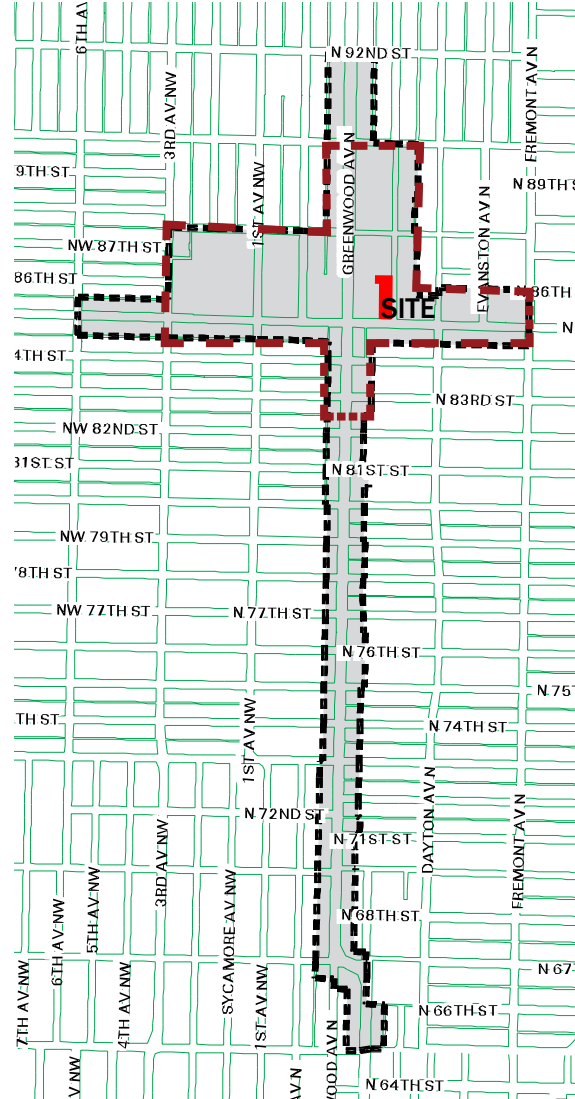 6TH AV
N 92ND ST
3RD AV NW
FREMONT AV N
GREENWOOD AV N
1ST AV NW
9TH ST
N 89TH S
EVANSTON AV N
NW 87TH ST
86TH ST
N 86TH
SITE
N
4TH ST
N 83RD ST
NW 82ND ST
31ST ST
N 81ST ST
NW 79TH ST
78TH ST
NW 77TH ST
N 77TH ST
N 76TH ST
N 75
TH ST
N 74TH ST
1ST AV NW
N 72ND ST
DAYTON AV N
FREMONT AV N
3RD AV NW
N 71ST ST
5TH AV NW
SYCAMORE AV NW
6TH AV NW
N 68TH ST
7TH AV NW
4TH AV NW
1ST AV NW
N 67
N 66TH ST
WOOD AV N
AV NW
AV N
N 64TH ST